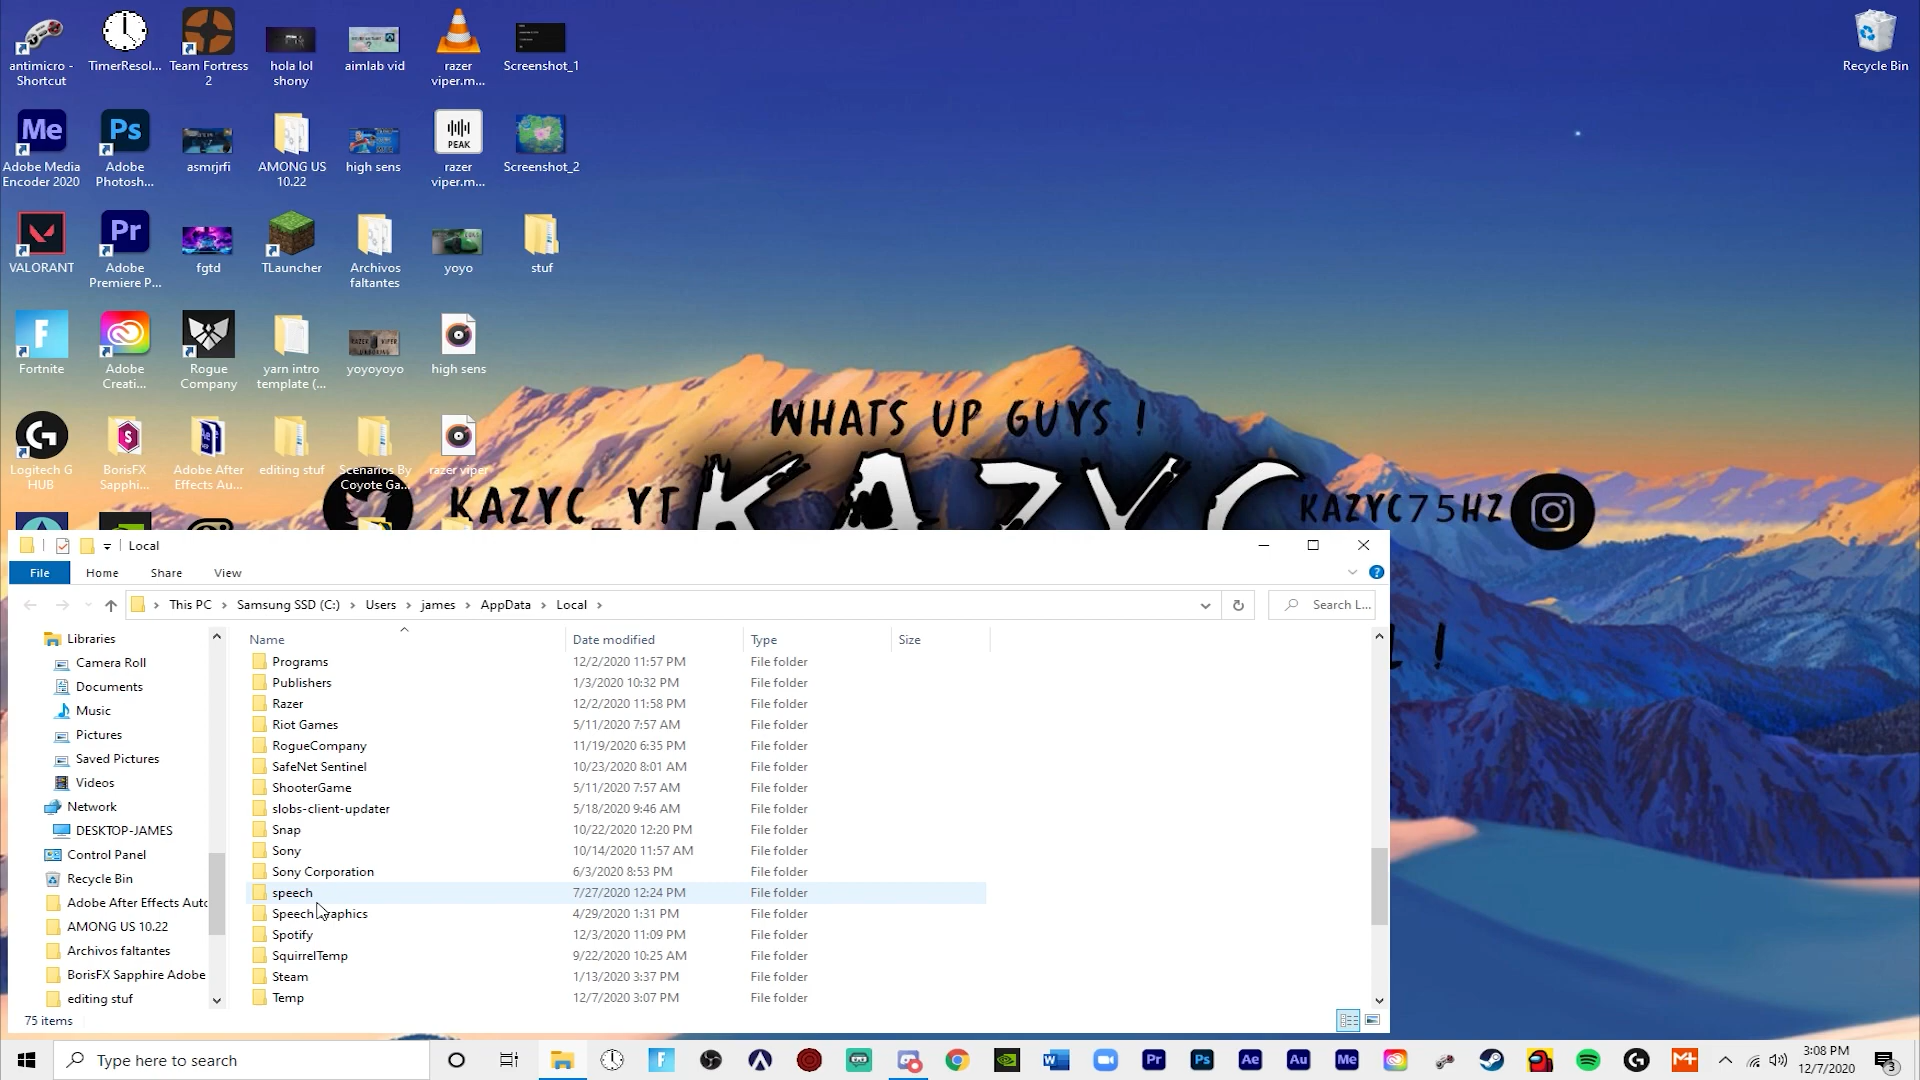 antimicro -
Shortcut
TimerResol...
Team Fortress
2
hola lol
shony
aimlab vid
razer
viper.m...
Screenshot_1
Recycle Bin
Me
Adobe Media
Encoder 2020
Ps
Adobe
Photosh...
asmrjrfi
AMONG US
10.22
high sens
PEAK
razer
viper.m...
Screenshot_2
VALORANT
Pr
Adobe
Premiere P...
fgtd
TLauncher
Archivos
faltantes
yoyo
stuf
F
Fortnite
Adobe
Creati...
Rogue
Company
yarn intro
template (...
RAZER VIPER
yoyoyoyo
high sens
Logitech G
HUB
BorisFX
Sapphi...
Adobe After
Effects Au...
editing stuf
Scenarios By
Coyote Ga...
razer viper
WHATS UP GUYS !
KAZYC_YT
KAZYC
KAZYC75HZ
Local
File
Home
Share
View
This PC > Samsung SSD (C:) > Users > james > AppData > Local >
Search L...
Libraries
Camera Roll
Documents
Music
Pictures
Saved Pictures
Videos
Network
DESKTOP-JAMES
Control Panel
Recycle Bin
Adobe After Effects Auto
AMONG US 10.22
Archivos faltantes
BorisFX Sapphire Adobe
editing stuf
Name Date modified Type Size
Programs 12/2/2020 11:57 PM File folder
Publishers 1/3/2020 10:32 PM File folder
Razer 12/2/2020 11:58 PM File folder
Riot Games 5/11/2020 7:57 AM File folder
RogueCompany 11/19/2020 6:35 PM File folder
SafeNet Sentinel 10/23/2020 8:01 AM File folder
ShooterGame 5/11/2020 7:57 AM File folder
slobs-client-updater 5/18/2020 9:46 AM File folder
Snap 10/22/2020 12:20 PM File folder
Sony 10/14/2020 11:57 AM File folder
Sony Corporation 6/3/2020 8:53 PM File folder
speech 7/27/2020 12:24 PM File folder
Speech Graphics 4/29/2020 1:31 PM File folder
Spotify 12/3/2020 11:09 PM File folder
SquirrelTemp 9/22/2020 10:25 AM File folder
Steam 1/13/2020 3:37 PM File folder
Temp 12/7/2020 3:07 PM File folder
75 items
Type here to search
Pr
Ps
Ae
Au
Me
3:08 PM
12/7/2020
3